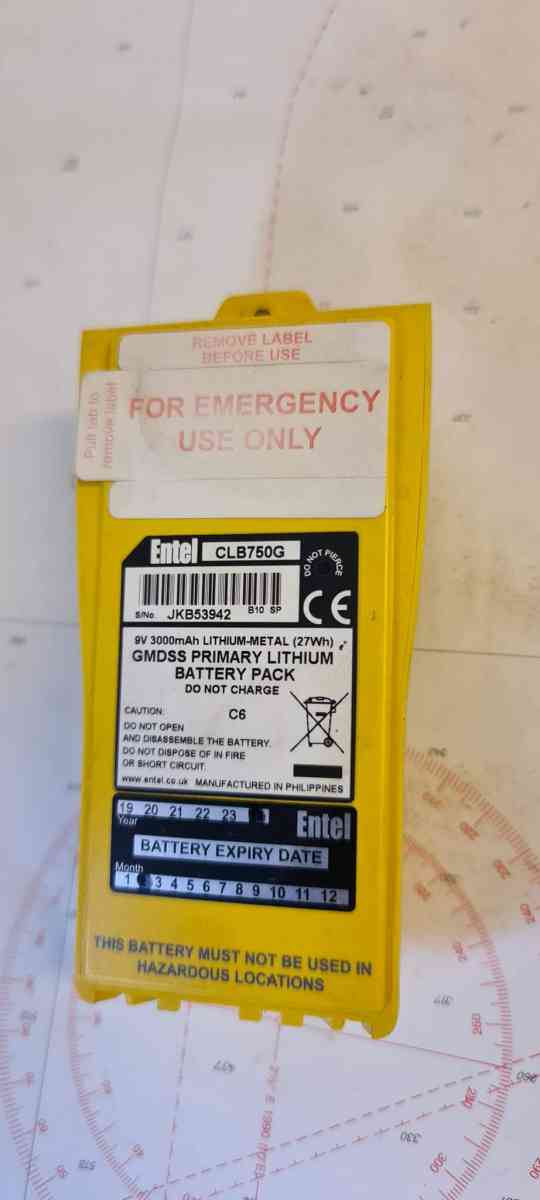 REMOVE LABEL
BEFORE USE
Pull tab to
remove label
FOR EMERGENCY
USE ONLY
Entel CLB750G
DO NOT PIERCE
S/No. JKB53942 B10 SP
CE
9V 3000mAh LITHIUM-METAL (27Wh)
GMDSS PRIMARY LITHIUM
BATTERY PACK
DO NOT CHARGE
CAUTION: C6
DO NOT OPEN
AND DISASSEMBLE THE BATTERY.
DO NOT DISPOSE OF IN FIRE
OR SHORT CIRCUIT.
www.entel.co.uk MANUFACTURED IN PHILIPPINES
19 20 21 22 23
Year
Entel
BATTERY EXPIRY DATE
Month
1 3 4 5 6 7 8 9 10 11 12
THIS BATTERY MUST NOT BE USED IN
HAZARDOUS LOCATIONS
330
300